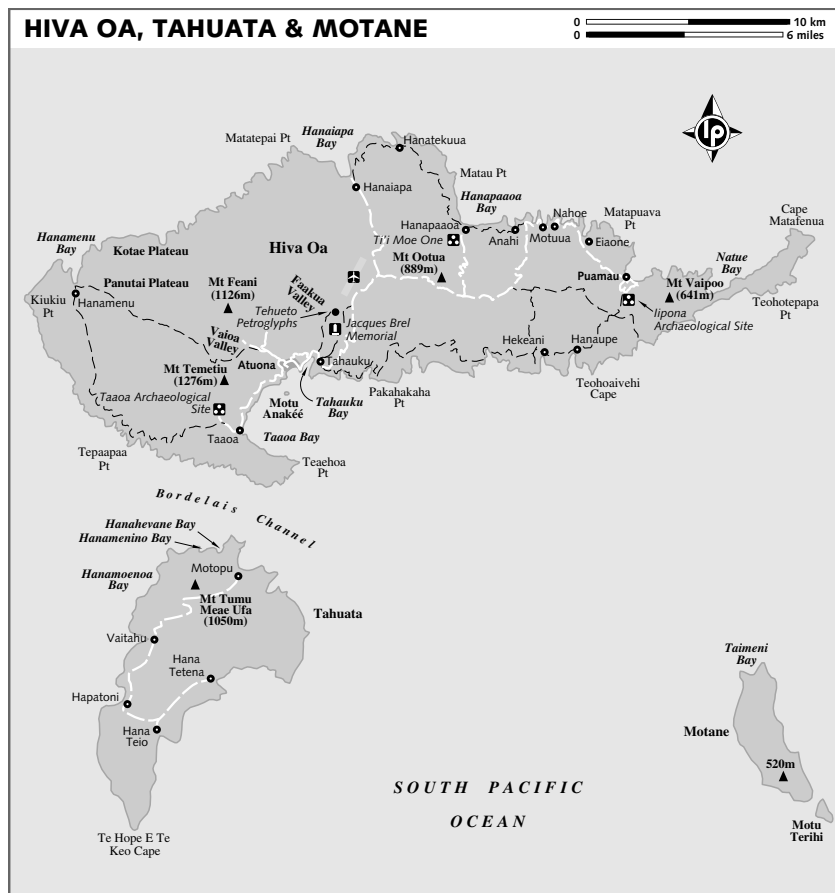 HIVA OA, TAHUATA & MOTANE
0 10 km
0 6 miles
lp
Hanaiapa
Bay
Matatepai Pt
Hanatekuua
Matau Pt
Hanaiapa
Hanapaaoa
Bay
Cape
Matafenua
Hanamenu
Bay
Kotae Plateau
Hiva Oa
Hanapaaoa
Nahoe
Matapuava
Pt
Ti'i Moe One
Anahi
Motuua
Eiaone
Natue
Bay
Mt Ootua
(889m)
Panutai Plateau
Mt Feani
(1126m)
Faakua
Valley
Puamau
Mt Vaipoo
(641m)
Kiukiu
Pt
Hanamenu
Teohotepapa
Pt
Tehueto
Petroglyphs
Iipona
Archaeological Site
Jacques Brel
Memorial
Vaioa
Valley
Hekeani
Hanaupe
Mt Temetiu
(1276m)
Atuona
Tahauku
Pakahakaha
Pt
Teohoaivehi
Cape
Taaoa Archaeological
Site
Motu
Anakéé
Tahauku
Bay
Taaoa
Taaoa Bay
Tepaapaa
Pt
Teaehoa
Pt
Bordelais Channel
Hanahevane Bay
Hanamenino Bay
Hanamoenoa
Bay
Motopu
Mt Tumu
Meae Ufa
(1050m)
Tahuata
Vaitahu
Hana
Tetena
Taimeni
Bay
Hapatoni
Hana
Teio
Motane
520m
SOUTH PACIFIC
OCEAN
Te Hope E Te
Keo Cape
Motu
Terihi